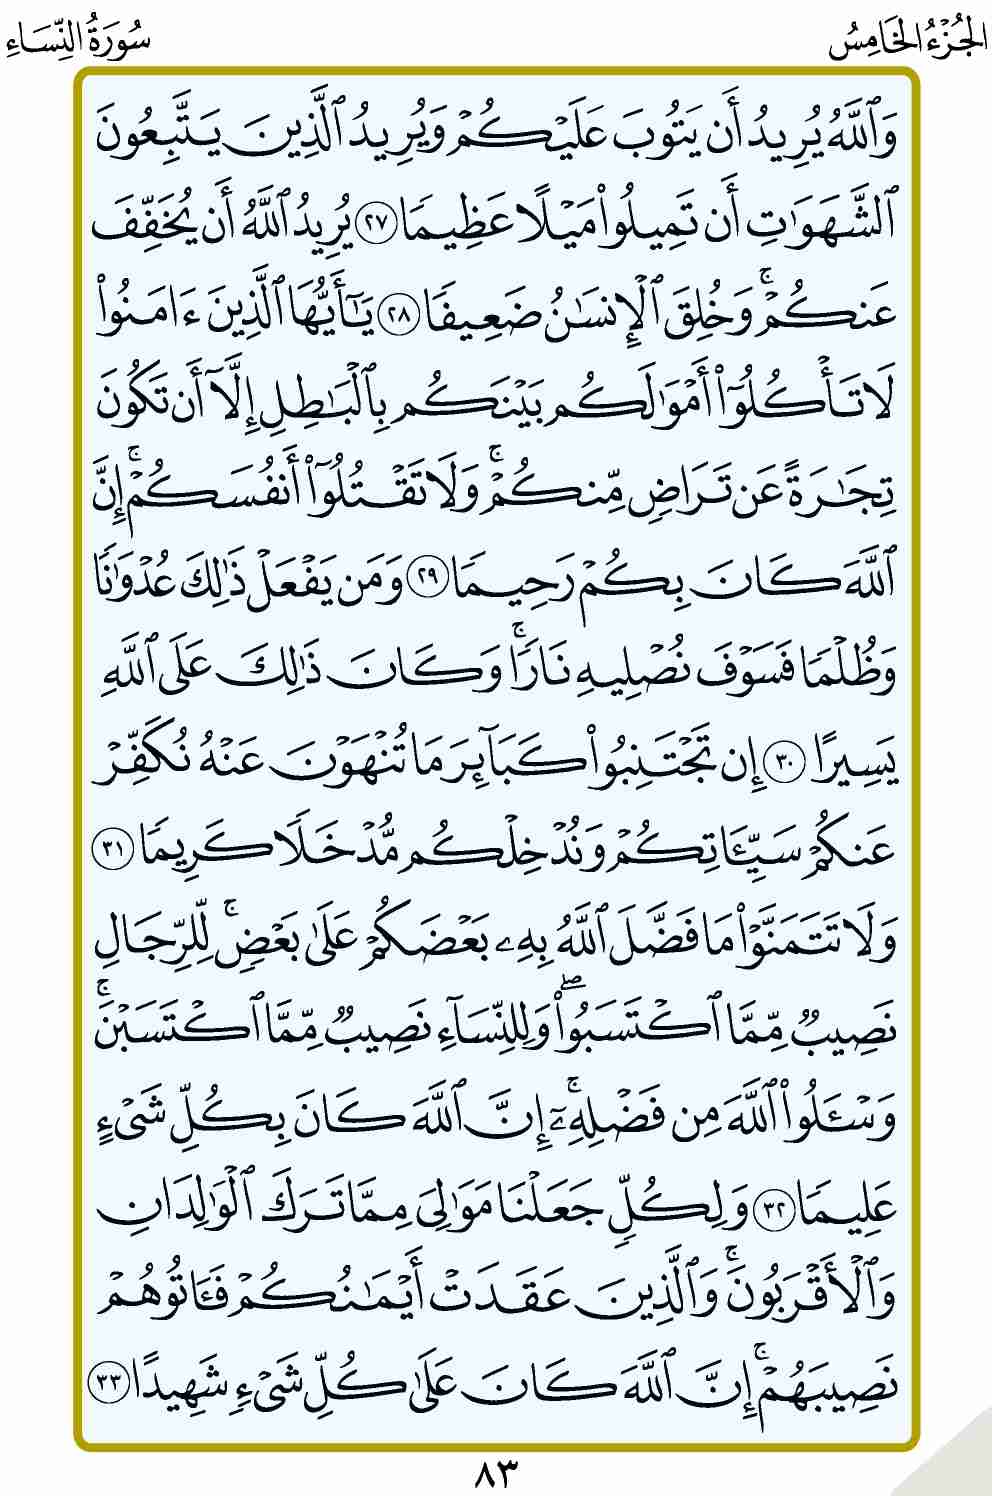 الجُزْءُ الخَامِسُ
سُورَةُ النِّسَاءِ
وَٱللَّهُ يُرِيدُ أَن يَتُوبَ عَلَيۡكُمۡ وَيُرِيدُ ٱلَّذِينَ يَتَّبِعُونَ
ٱلشَّهَوَٰتِ أَن تَمِيلُواْ مَيۡلًا عَظِيمٗا ٢٧ يُرِيدُ ٱللَّهُ أَن يُخَفِّفَ
عَنكُمۡۚ وَخُلِقَ ٱلۡإِنسَٰنُ ضَعِيفٗا ٢٨ يَٰٓأَيُّهَا ٱلَّذِينَ ءَامَنُواْ
لَا تَأۡكُلُوٓاْ أَمۡوَٰلَكُم بَيۡنَكُم بِٱلۡبَٰطِلِ إِلَّآ أَن تَكُونَ
تِجَٰرَةً عَن تَرَاضٖ مِّنكُمۡۚ وَلَا تَقۡتُلُوٓاْ أَنفُسَكُمۡۚ إِنَّ
ٱللَّهَ كَانَ بِكُمۡ رَحِيمٗا ٢٩ وَمَن يَفۡعَلۡ ذَٰلِكَ عُدۡوَٰنٗا
وَظُلۡمٗا فَسَوۡفَ نُصۡلِيهِ نَارٗاۚ وَكَانَ ذَٰلِكَ عَلَى ٱللَّهِ
يَسِيرًا ٣٠ إِن تَجۡتَنِبُواْ كَبَآئِرَ مَا تُنۡهَوۡنَ عَنۡهُ نُكَفِّرۡ
عَنكُمۡ سَيِّـَٔاتِكُمۡ وَنُدۡخِلۡكُم مُّدۡخَلٗا كَرِيمٗا ٣١
وَلَا تَتَمَنَّوۡاْ مَا فَضَّلَ ٱللَّهُ بِهِۦ بَعۡضَكُمۡ عَلَىٰ بَعۡضٖۚ لِّلرِّجَالِ
نَصِيبٞ مِّمَّا ٱكۡتَسَبُواْۖ وَلِلنِّسَآءِ نَصِيبٞ مِّمَّا ٱكۡتَسَبۡنَۚ
وَسۡـَٔلُواْ ٱللَّهَ مِن فَضۡلِهِۦٓۚ إِنَّ ٱللَّهَ كَانَ بِكُلِّ شَيۡءٍ
عَلِيمٗا ٣٢ وَلِكُلّٖ جَعَلۡنَا مَوَٰلِيَ مِمَّا تَرَكَ ٱلۡوَٰلِدَانِ
وَٱلۡأَقۡرَبُونَۚ وَٱلَّذِينَ عَقَدَتۡ أَيۡمَٰنُكُمۡ فَـَٔاتُوهُمۡ
نَصِيبَهُمۡۚ إِنَّ ٱللَّهَ كَانَ عَلَىٰ كُلِّ شَيۡءٖ شَهِيدًا ٣٣
٨٣